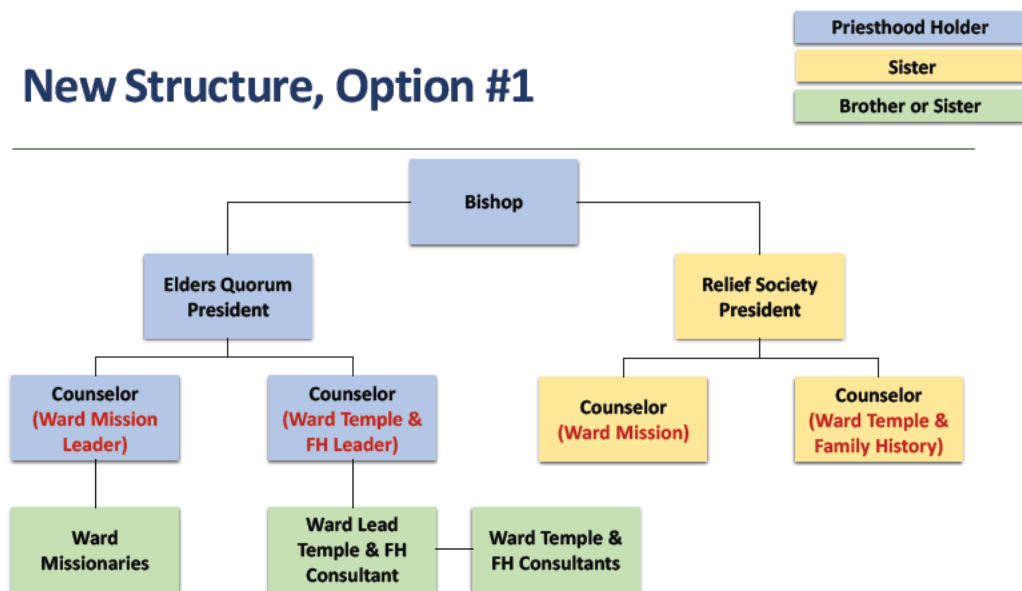 Priesthood Holder
Sister
Brother or Sister
New Structure, Option #1
Bishop
Elders Quorum
President
Relief Society
President
Counselor
(Ward Mission
Leader)
Counselor
(Ward Temple &
FH Leader)
Counselor
(Ward Mission)
Counselor
(Ward Temple &
Family History)
Ward
Missionaries
Ward Lead
Temple & FH
Consultant
Ward Temple &
FH Consultants